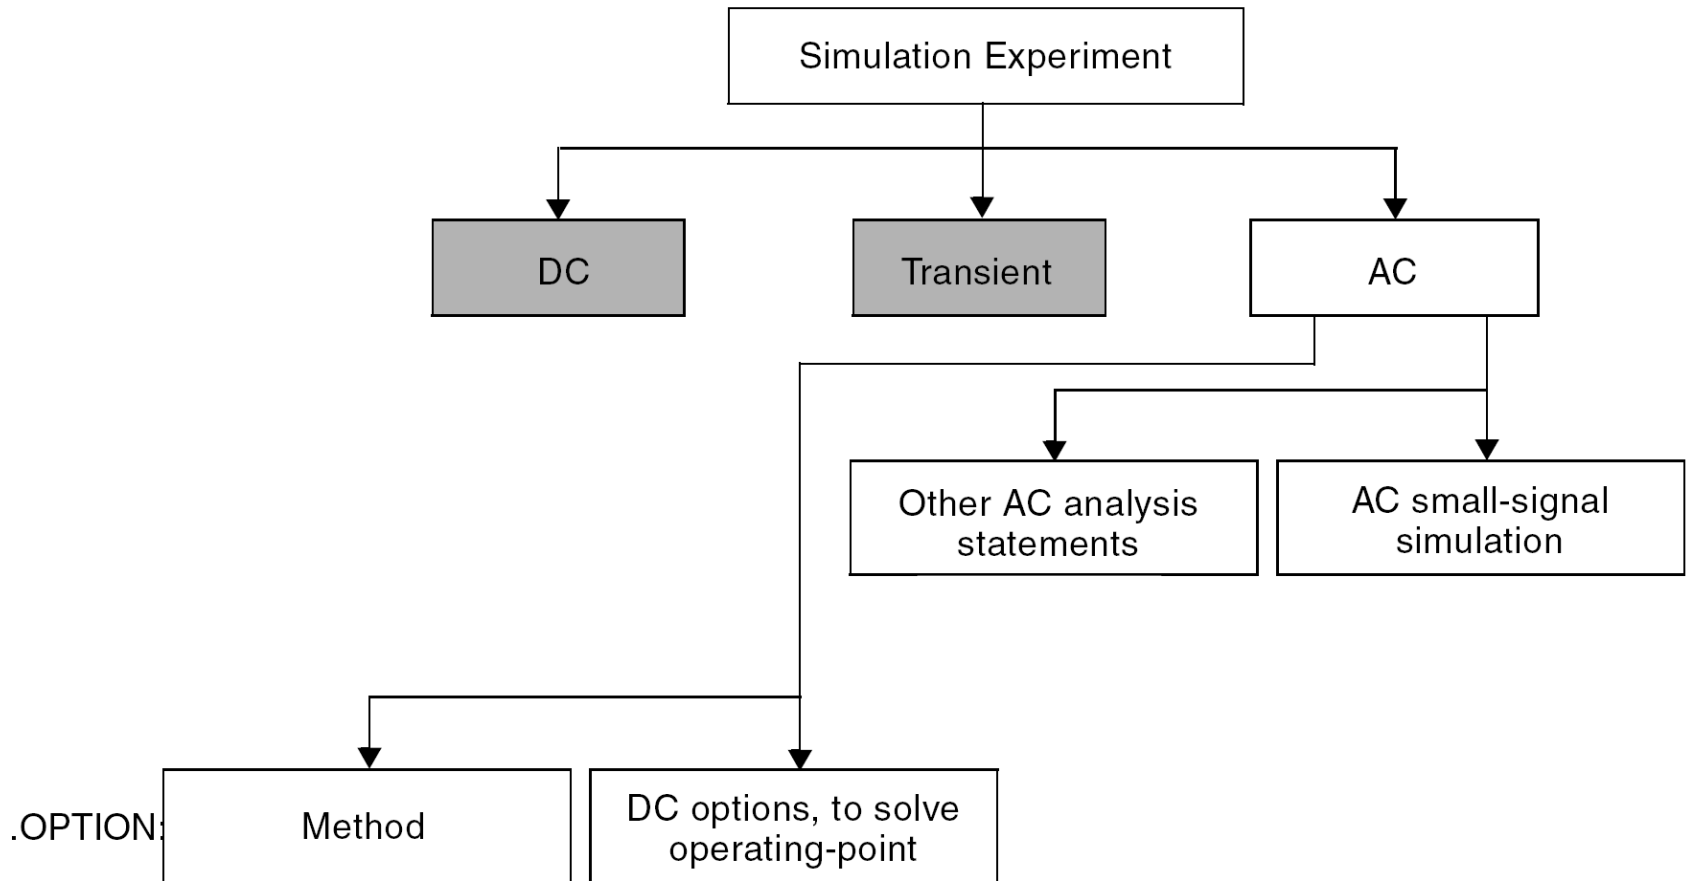 Simulation Experiment
DC
Transient
AC
Other AC analysis
statements
AC small-signal
simulation
.OPTION:
Method
DC options, to solve
operating-point